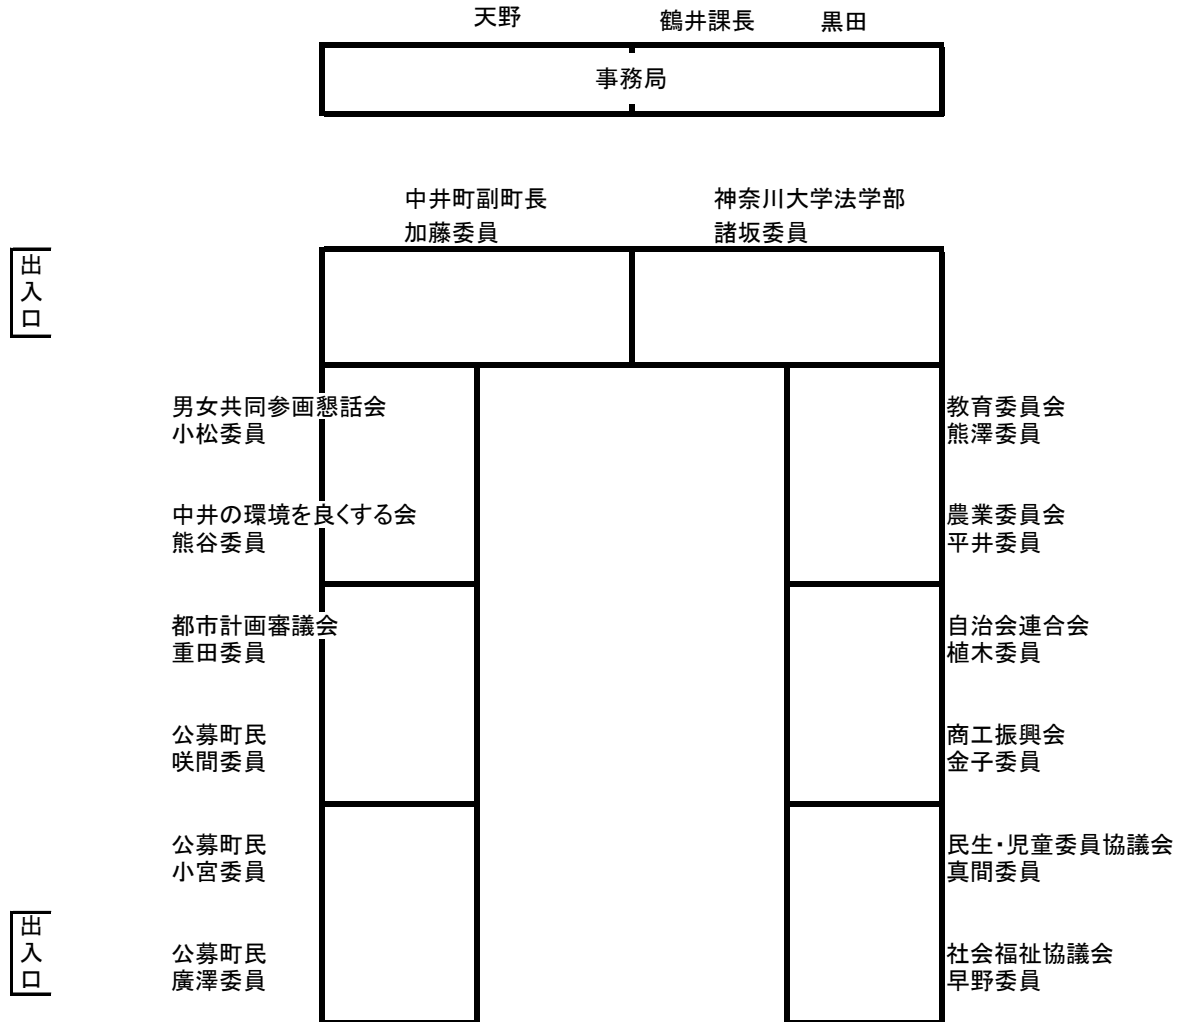 天野 鶴井課長 黒田
事務局
中井町副町長 神奈川大学法学部
加藤委員 諸坂委員
出入口
男女共同参画懇話会 教育委員会
小松委員 熊澤委員
中井の環境を良くする会 農業委員会
熊谷委員 平井委員
都市計画審議会 自治会連合会
重田委員 植木委員
公募町民 商工振興会
咲間委員 金子委員
公募町民 民生・児童委員協議会
小宮委員 真間委員
出入口
公募町民 社会福祉協議会
廣澤委員 早野委員